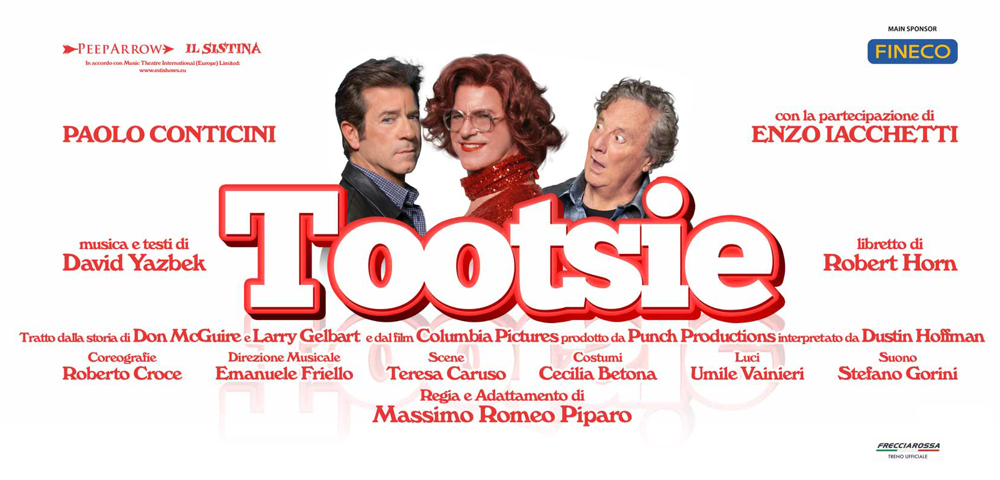 PEEPARROW IL SISTINA
In accordo con Music Theatre International (Europe) Limited:
www.mtishows.eu
MAIN SPONSOR
FINECO
PAOLO CONTICINI
con la partecipazione di
ENZO IACCHETTI
Tootsie
musica e testi di
David Yazbek
libretto di
Robert Horn
Tratto dalla storia di Don McGuire e Larry Gelbart e dal film Columbia Pictures prodotto da Punch Productions interpretato da Dustin Hoffman
Coreografie
Roberto Croce
Direzione Musicale
Emanuele Friello
Scene
Teresa Caruso
Costumi
Cecilia Betona
Luci
Umile Vainieri
Suono
Stefano Gorini
Regia e Adattamento di
Massimo Romeo Piparo
FRECCIAROSSA
TRENO UFFICIALE